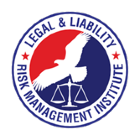 LEGAL & LIABILITY
RISK MANAGEMENT INSTITUTE